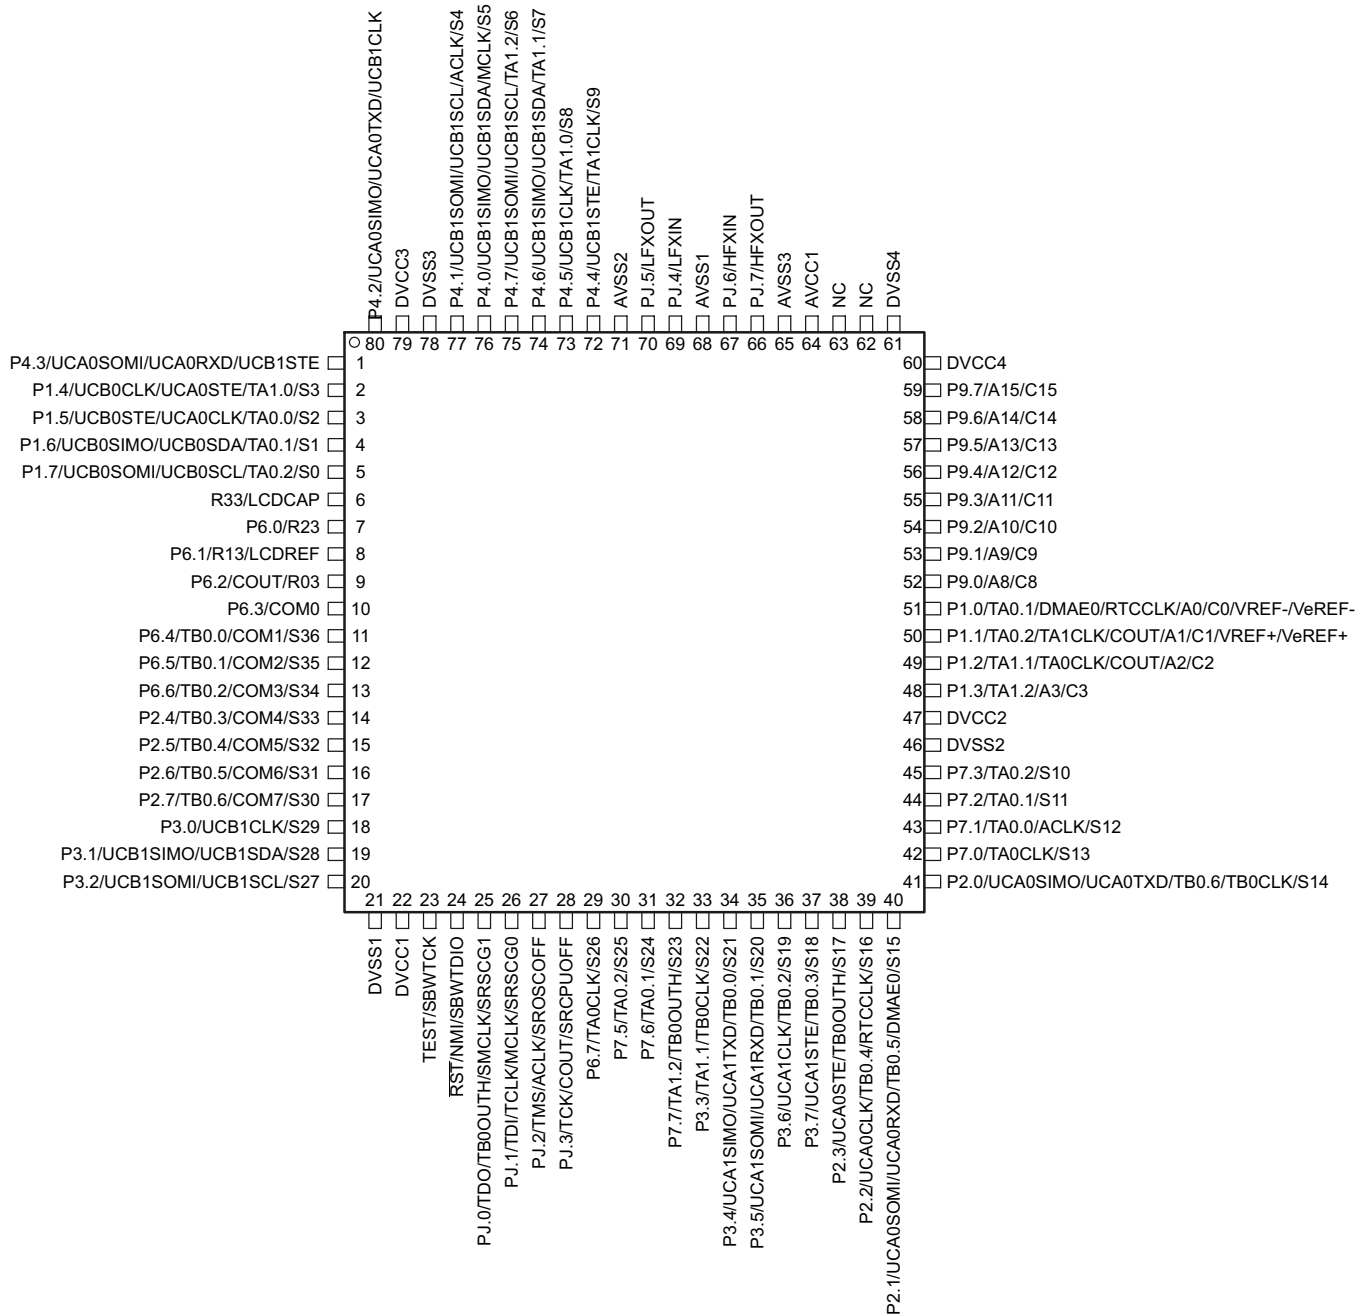 P4.2/UCA0SIMO/UCA0TXD/UCB1CLK
DVCC3
DVSS3
P4.1/UCB1SOMI/UCB1SCL/ACLK/S4
P4.0/UCB1SIMO/UCB1SDA/MCLK/S5
P4.7/UCB1SOMI/UCB1SCL/TA1.2/S6
P4.6/UCB1SIMO/UCB1SDA/TA1.1/S7
P4.5/UCB1CLK/TA1.0/S8
P4.4/UCB1STE/TA1CLK/S9
AVSS2
PJ.5/LFXOUT
PJ.4/LFXIN
AVSS1
PJ.6/HFXIN
PJ.7/HFXOUT
AVSS3
AVCC1
NC
NC
DVSS4
80 79 78 77 76 75 74 73 72 71 70 69 68 67 66 65 64 63 62 61
P4.3/UCA0SOMI/UCA0RXD/UCB1STE 1
P1.4/UCB0CLK/UCA0STE/TA1.0/S3 2
P1.5/UCB0STE/UCA0CLK/TA0.0/S2 3
P1.6/UCB0SIMO/UCB0SDA/TA0.1/S1 4
P1.7/UCB0SOMI/UCB0SCL/TA0.2/S0 5
R33/LCDCAP 6
P6.0/R23 7
P6.1/R13/LCDREF 8
P6.2/COUT/R03 9
P6.3/COM0 10
P6.4/TB0.0/COM1/S36 11
P6.5/TB0.1/COM2/S35 12
P6.6/TB0.2/COM3/S34 13
P2.4/TB0.3/COM4/S33 14
P2.5/TB0.4/COM5/S32 15
P2.6/TB0.5/COM6/S31 16
P2.7/TB0.6/COM7/S30 17
P3.0/UCB1CLK/S29 18
P3.1/UCB1SIMO/UCB1SDA/S28 19
P3.2/UCB1SOMI/UCB1SCL/S27 20
60 DVCC4
59 P9.7/A15/C15
58 P9.6/A14/C14
57 P9.5/A13/C13
56 P9.4/A12/C12
55 P9.3/A11/C11
54 P9.2/A10/C10
53 P9.1/A9/C9
52 P9.0/A8/C8
51 P1.0/TA0.1/DMAE0/RTCCLK/A0/C0/VREF-/VeREF-
50 P1.1/TA0.2/TA1CLK/COUT/A1/C1/VREF+/VeREF+
49 P1.2/TA1.1/TA0CLK/COUT/A2/C2
48 P1.3/TA1.2/A3/C3
47 DVCC2
46 DVSS2
45 P7.3/TA0.2/S10
44 P7.2/TA0.1/S11
43 P7.1/TA0.0/ACLK/S12
42 P7.0/TA0CLK/S13
41 P2.0/UCA0SIMO/UCA0TXD/TB0.6/TB0CLK/S14
21 22 23 24 25 26 27 28 29 30 31 32 33 34 35 36 37 38 39 40
DVSS1
DVCC1
TEST/SBWTCK
RST/NMI/SBWTDIO
PJ.0/TDO/TB0OUTH/SMCLK/SRSCG1
PJ.1/TDI/TCLK/MCLK/SRSCG0
PJ.2/TMS/ACLK/SROSCOFF
PJ.3/TCK/COUT/SRCPUOFF
P6.7/TA0CLK/S26
P7.5/TA0.2/S25
P7.6/TA0.1/S24
P7.7/TA1.2/TB0OUTH/S23
P3.3/TA1.1/TB0CLK/S22
P3.4/UCA1SIMO/UCA1TXD/TB0.0/S21
P3.5/UCA1SOMI/UCA1RXD/TB0.1/S20
P3.6/UCA1CLK/TB0.2/S19
P3.7/UCA1STE/TB0.3/S18
P2.3/UCA0STE/TB0OUTH/S17
P2.2/UCA0CLK/TB0.4/RTCCLK/S16
P2.1/UCA0SOMI/UCA0RXD/TB0.5/DMAE0/S15